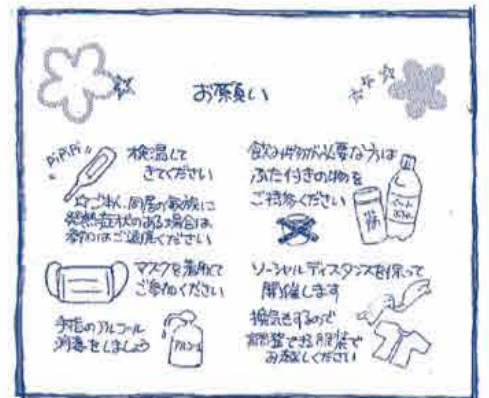 お願い
PiPiPi
検温して
きてください
ご本人、同居の家族に
発熱症状のある場合は、
参加はご遠慮ください
マスクを着用して
ご参加ください
手指のアルコール
消毒をしましょう
アルコール
飲み物が必要な方は
ふた付きの物を
ご持参ください
ソーシャルディスタンスを保って
開催します
換気をするので
調整できる服装で
お越しください